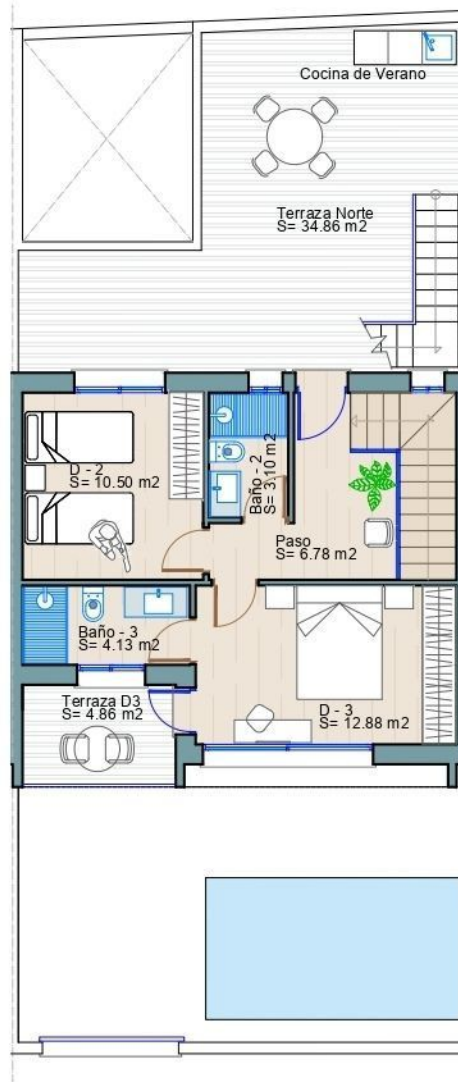 Cocina de Verano
Terraza Norte
S= 34.86 m2
D - 2
S= 10.50 m2
Baño - 2
S= 3.10 m2
Paso
S= 6.78 m2
Baño - 3
S= 4.13 m2
Terraza D3
S= 4.86 m2
D - 3
S= 12.88 m2